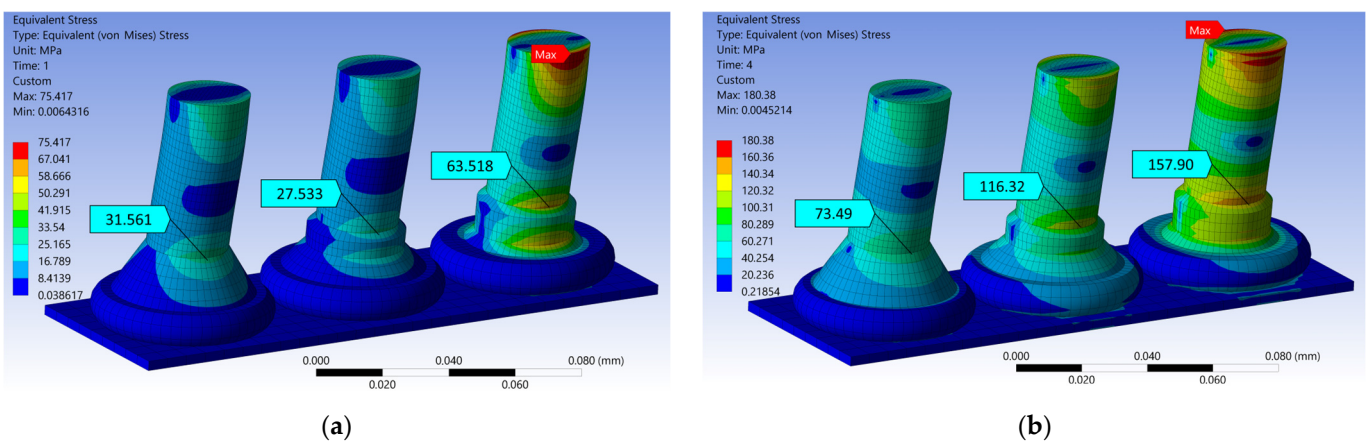 Equivalent Stress
Type: Equivalent (von Mises) Stress
Unit: MPa
Time: 1
Custom
Max: 75.417
Min: 0.0064316
75.417
67.041
58.666
50.291
41.915
33.54
25.165
16.789
8.4139
0.038617
31.561
27.533
63.518
Max
0.000 0.040 0.080 (mm)
0.020 0.060
(a)
Equivalent Stress
Type: Equivalent (von Mises) Stress
Unit: MPa
Time: 4
Custom
Max: 180.38
Min: 0.0045214
180.38
160.36
140.34
120.32
100.31
80.289
60.271
40.254
20.236
0.21854
73.49
116.32
157.90
Max
0.000 0.040 0.080 (mm)
0.020 0.060
(b)